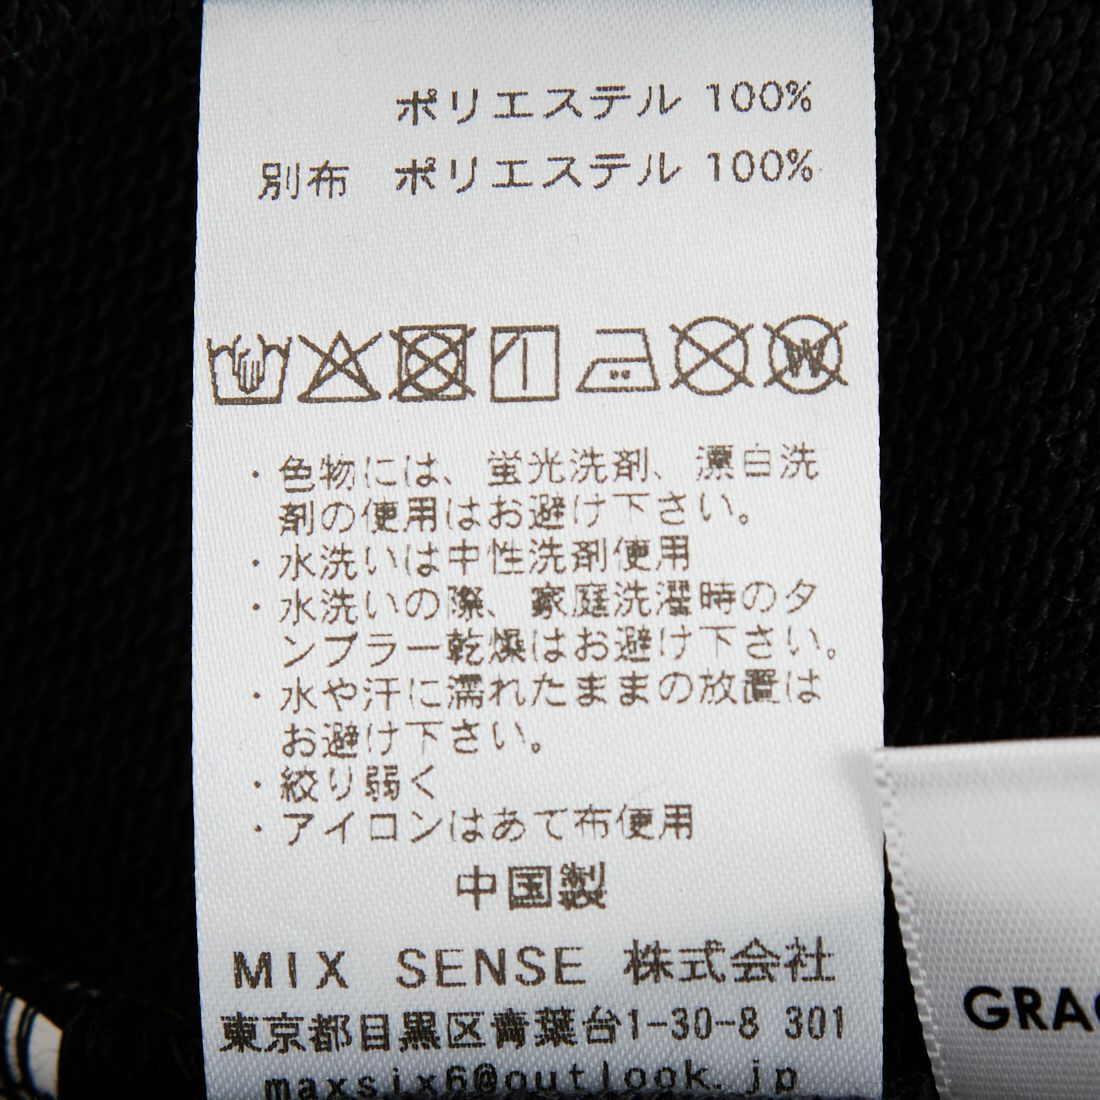 ポリエステル 100%
別布 ポリエステル 100%
W
・色物には、蛍光洗剤、漂白洗
剤の使用はお避け下さい。
・水洗いは中性洗剤使用
・水洗いの際、家庭洗濯時のタ
ンブラー乾燥はお避け下さい。
・水や汗に濡れたままの放置は
お避け下さい。
・絞り弱く
・アイロンはあて布使用
中国製
MIX SENSE 株式会社
東京都目黒区青葉台1-30-8 301
maxsix6@outlook.jp
GRAC